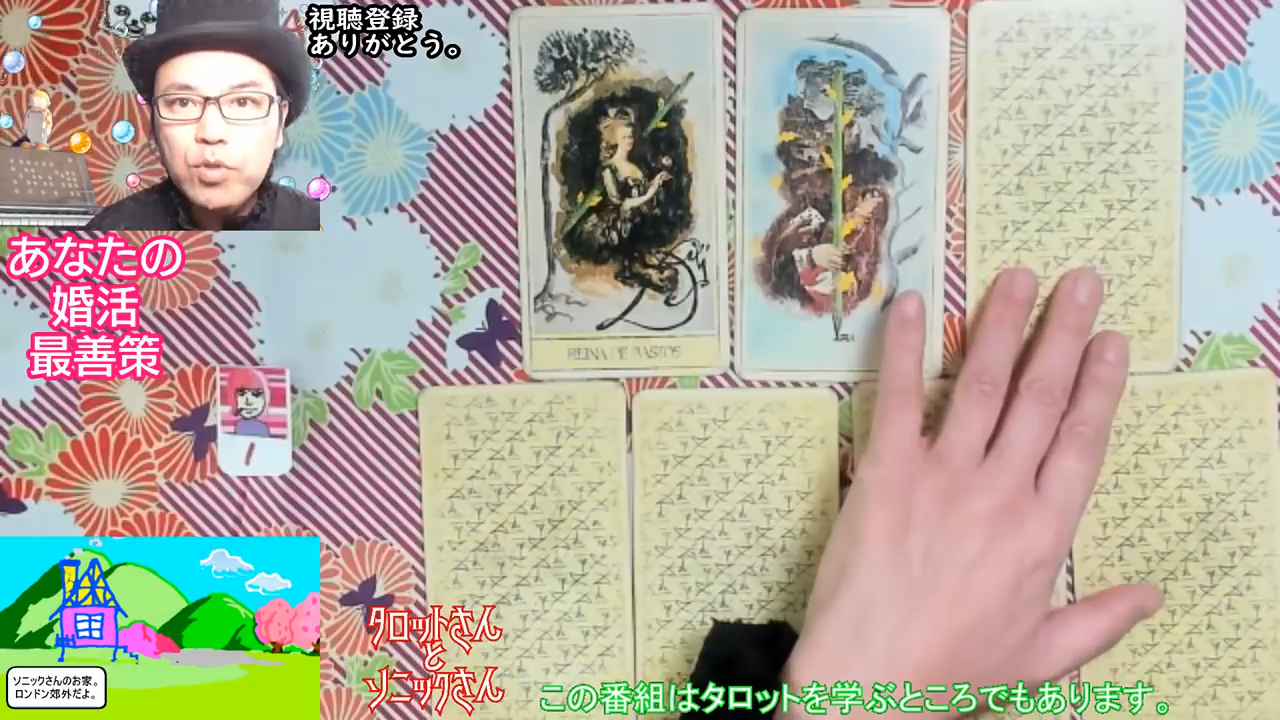 視聴登録
ありがとう。
あなたの
婚活
最善策
REINA DE BASTOS
1
タロットさん
と
ソニックさん
ソニックさんのお家。
ロンドン郊外だよ。
この番組はタロットを学ぶところでもあります。